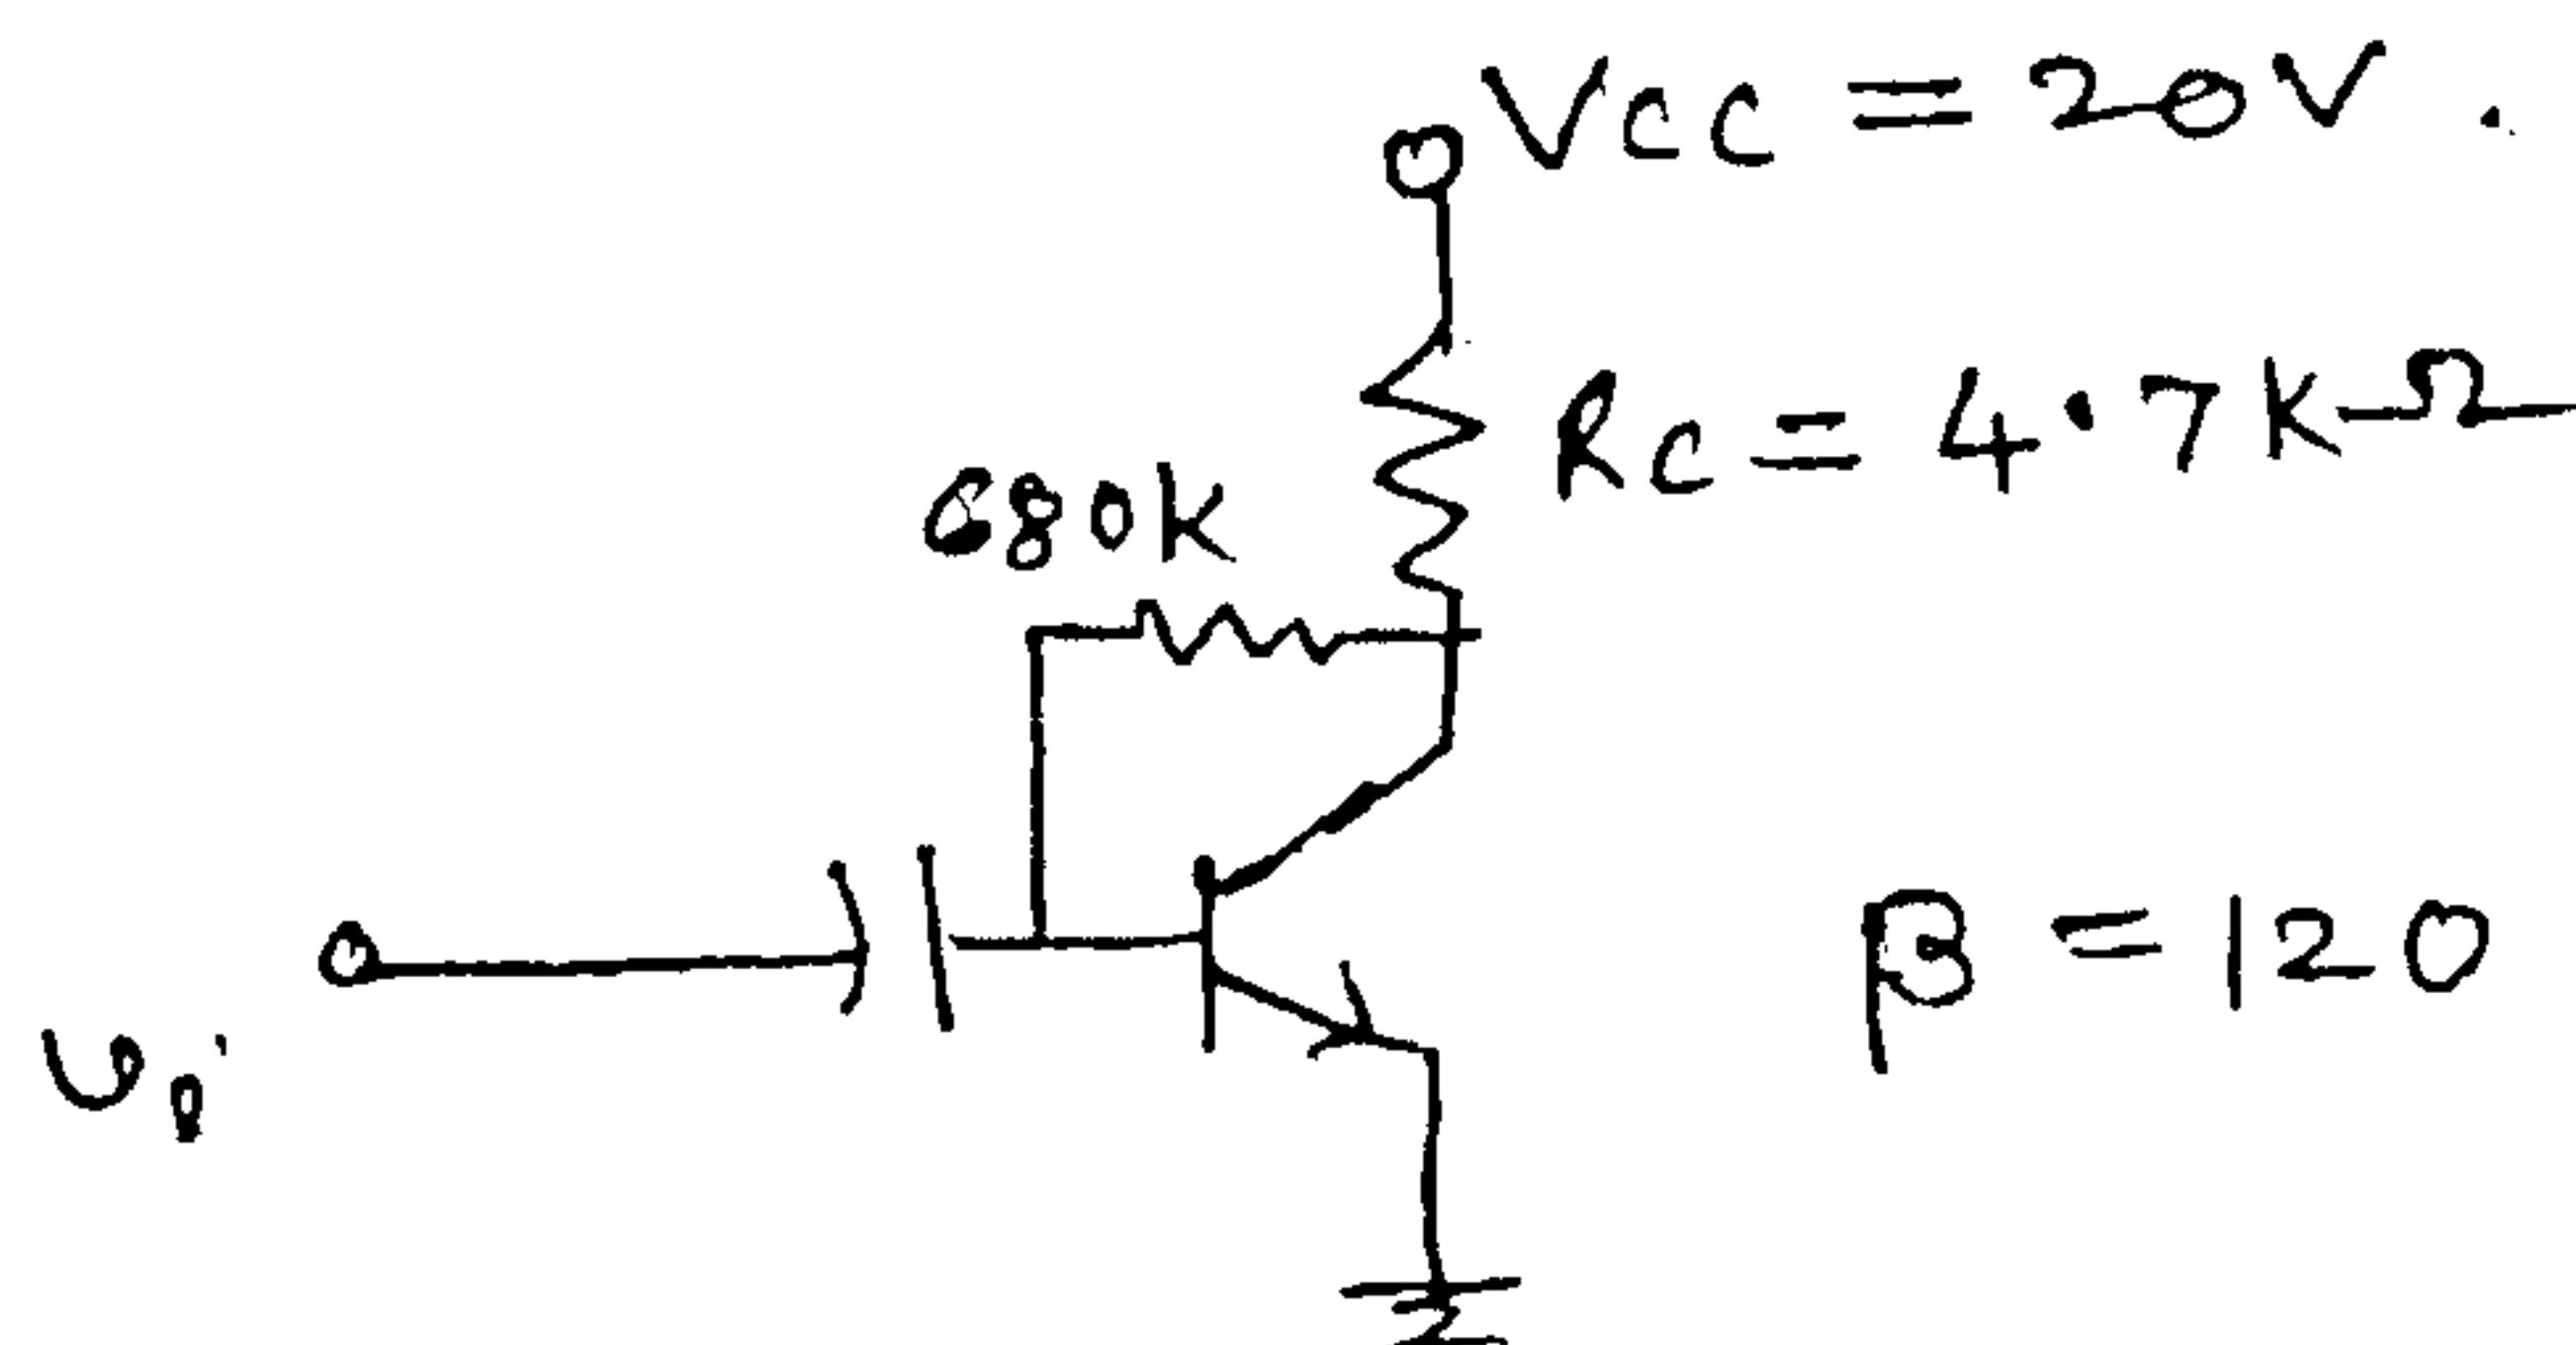 VCC = 20V.
RC = 4.7KΩ
680K
β = 120
vi